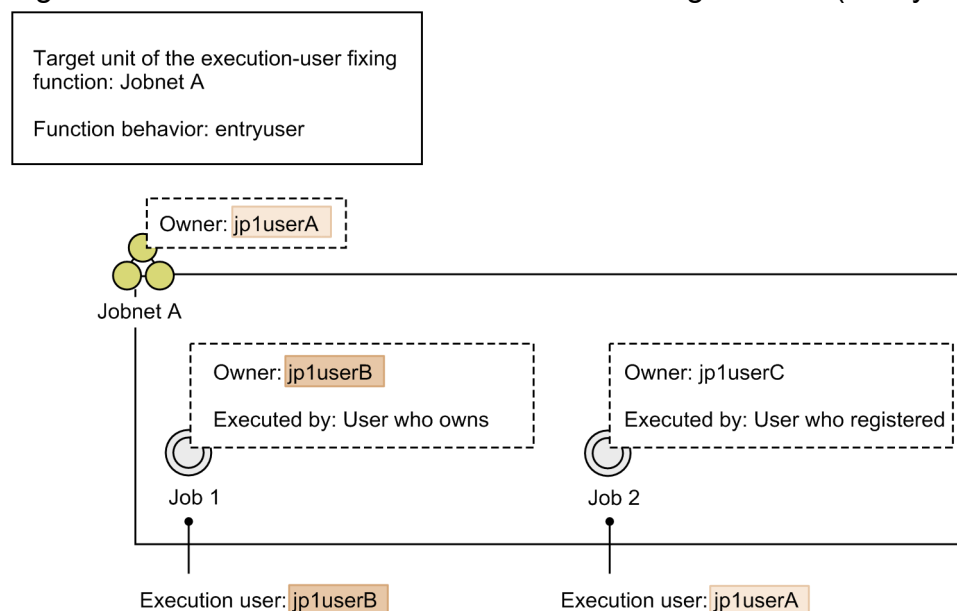 Target unit of the execution-user fixing
function: Jobnet A
Function behavior: entryuser
Owner: jp1userA
Jobnet A
Owner: jp1userB
Executed by: User who owns
Owner: jp1userC
Executed by: User who registered
Job 1
Job 2
Execution user: jp1userB
Execution user: jp1userA